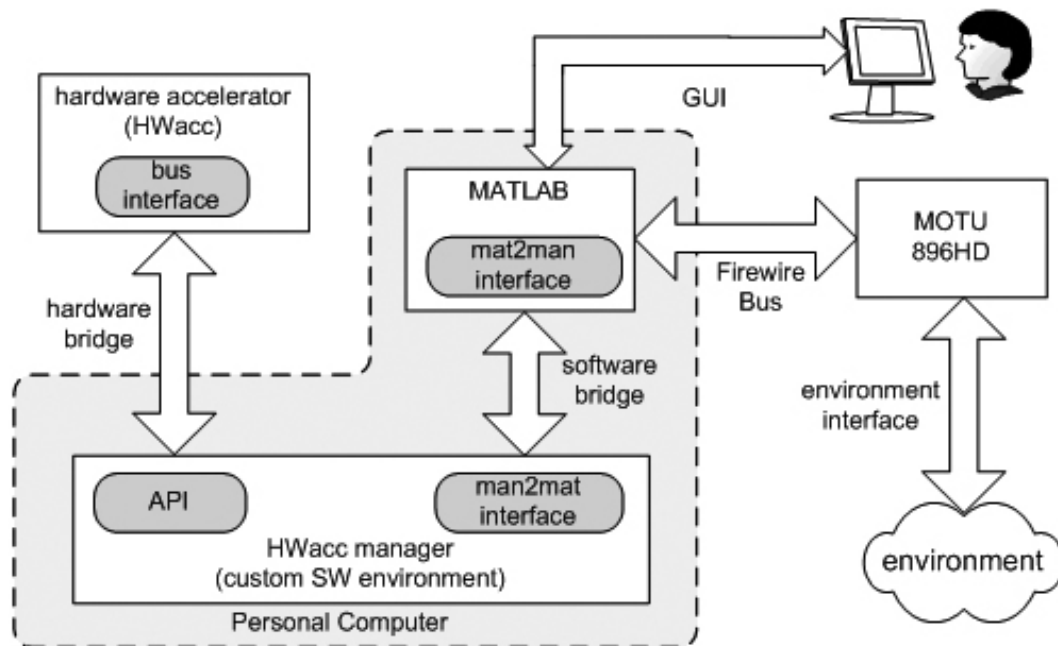 GUI
hardware accelerator
(HWacc)
bus
interface
MATLAB
mat2man
interface
MOTU
896HD
Firewire
Bus
hardware
bridge
software
bridge
environment
interface
API
man2mat
interface
HWacc manager
(custom SW environment)
environment
Personal Computer